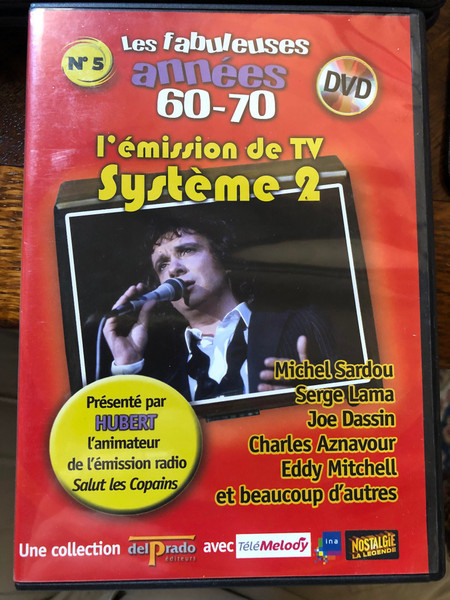 Les fabuleuses
N° 5
années
60-70
DVD
l'émission de TV
Système 2
Michel Sardou
Serge Lama
Joe Dassin
Charles Aznavour
Eddy Mitchell
et beaucoup d'autres
Présenté par
HUBERT
l'animateur
de l'émission radio
Salut les Copains
Une collection del Prado éditeurs avec TéléMelody ina NOSTALGIE
LA LEGENDE